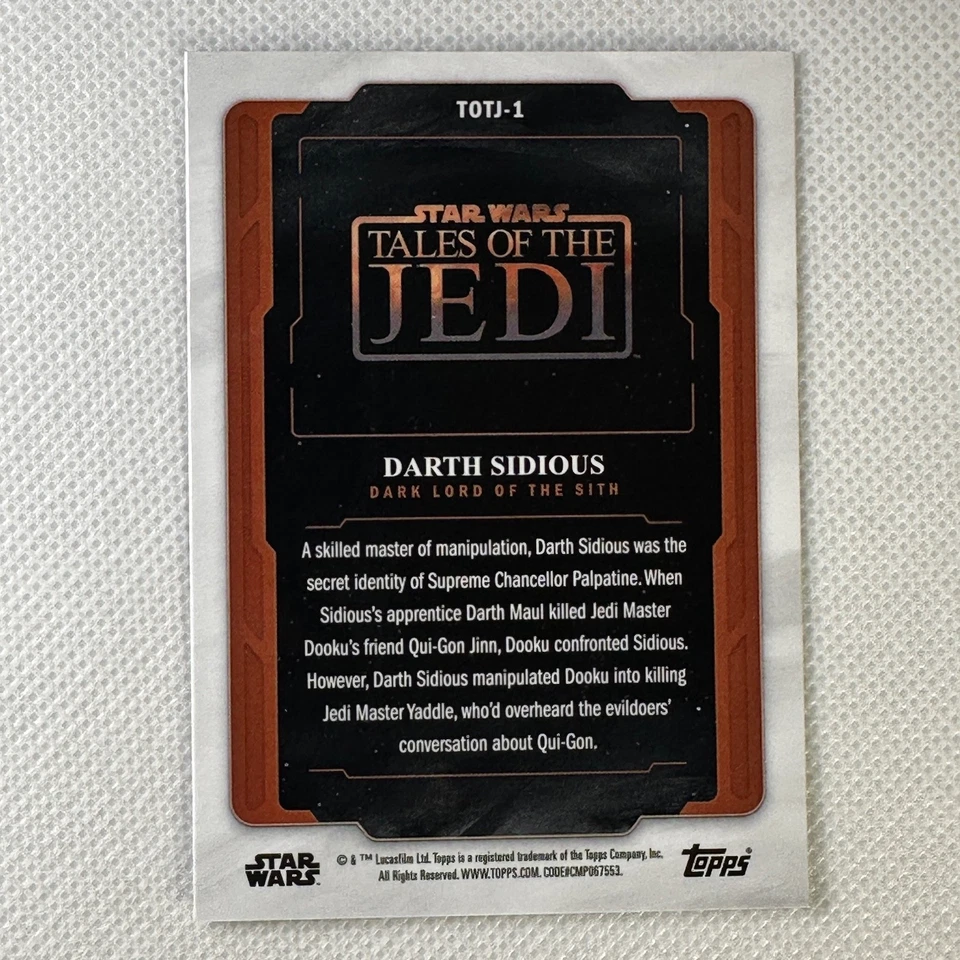 TOTJ-1
STAR WARS
TALES OF THE
JEDI
DARTH SIDIOUS
DARK LORD OF THE SITH
A skilled master of manipulation, Darth Sidious was the
secret identity of Supreme Chancellor Palpatine. When
Sidious's apprentice Darth Maul killed Jedi Master
Dooku's friend Qui-Gon Jinn, Dooku confronted Sidious.
However, Darth Sidious manipulated Dooku into killing
Jedi Master Yaddle, who'd overheard the evildoers'
conversation about Qui-Gon.
STAR
WARS
© & ™ Lucasfilm Ltd. Topps is a registered trademark of the Topps Company, Inc.
All Rights Reserved. WWW.TOPPS.COM. CODE#CMP067553.
Topps®